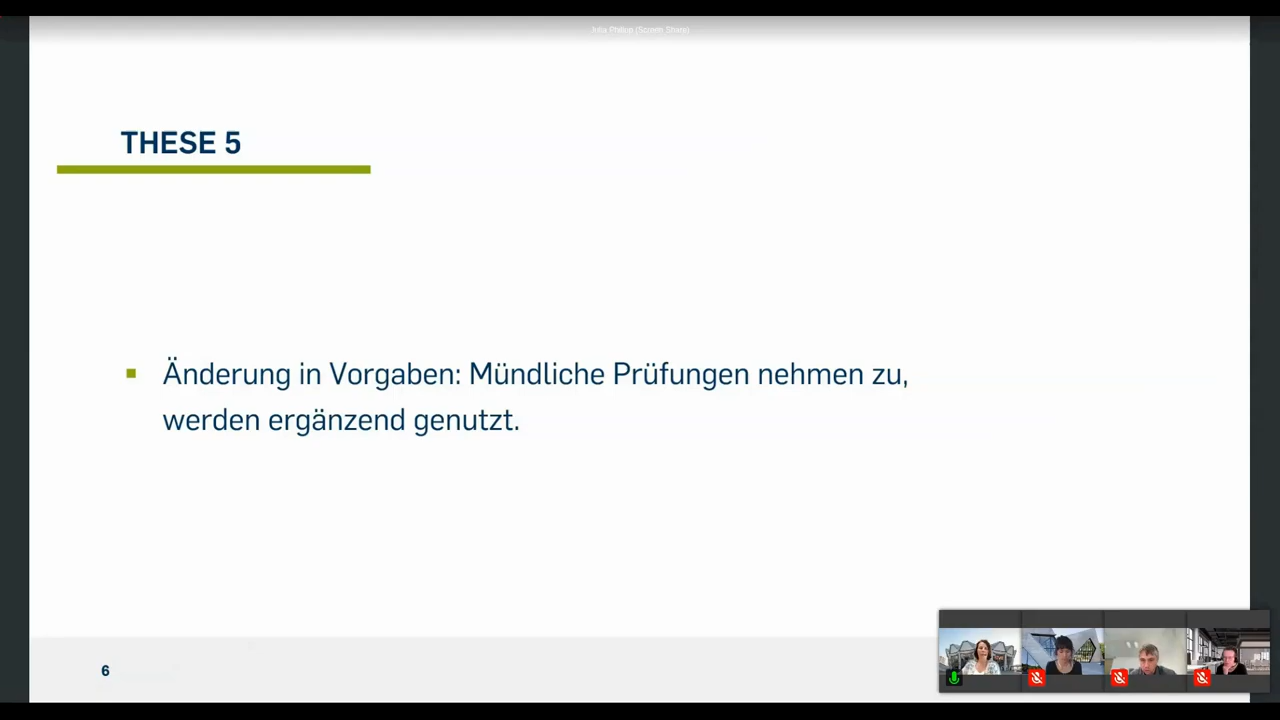 THESE 5
Änderung in Vorgaben: Mündliche Prüfungen nehmen zu,
werden ergänzend genutzt.
6